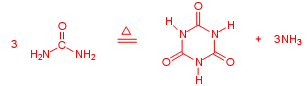 O
H N H
N N
3 O + 3NH₃
H₂N NH₂ O N O
H